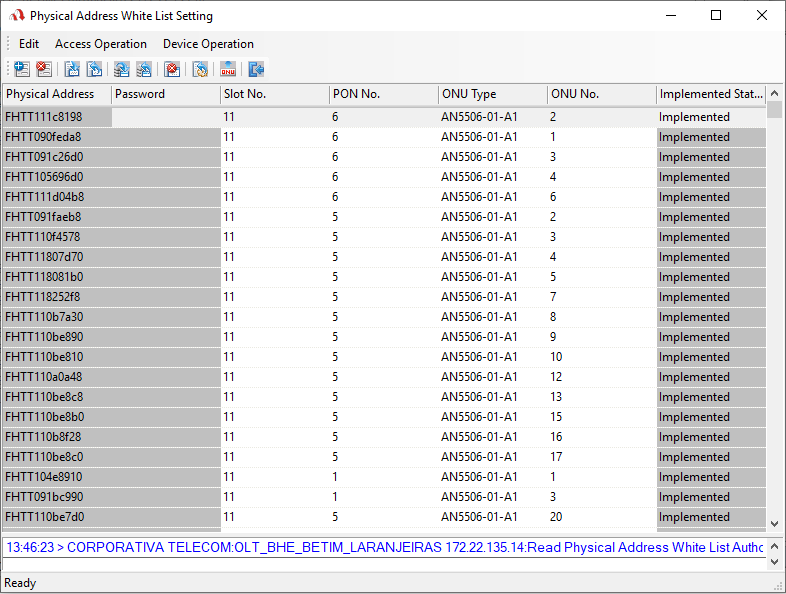 Physical Address White List Setting
Edit Access Operation Device Operation
ONU
Physical Address Password Slot No. PON No. ONU Type ONU No. Implemented Stat...
FHTT111c8198 11 6 AN5506-01-A1 2 Implemented
FHTT090feda8 11 6 AN5506-01-A1 1 Implemented
FHTT091c26d0 11 6 AN5506-01-A1 3 Implemented
FHTT105696d0 11 6 AN5506-01-A1 4 Implemented
FHTT111d04b8 11 6 AN5506-01-A1 6 Implemented
FHTT091faeb8 11 5 AN5506-01-A1 2 Implemented
FHTT110f4578 11 5 AN5506-01-A1 3 Implemented
FHTT11807d70 11 5 AN5506-01-A1 4 Implemented
FHTT118081b0 11 5 AN5506-01-A1 5 Implemented
FHTT118252f8 11 5 AN5506-01-A1 7 Implemented
FHTT110b7a30 11 5 AN5506-01-A1 8 Implemented
FHTT110be890 11 5 AN5506-01-A1 9 Implemented
FHTT110be810 11 5 AN5506-01-A1 10 Implemented
FHTT110a0a48 11 5 AN5506-01-A1 12 Implemented
FHTT110be8c8 11 5 AN5506-01-A1 13 Implemented
FHTT110be8b0 11 5 AN5506-01-A1 15 Implemented
FHTT110b8f28 11 5 AN5506-01-A1 16 Implemented
FHTT110be8c0 11 5 AN5506-01-A1 17 Implemented
FHTT104e8910 11 1 AN5506-01-A1 1 Implemented
FHTT091bc990 11 1 AN5506-01-A1 3 Implemented
FHTT110be7d0 11 5 AN5506-01-A1 20 Implemented
13:46:23 > CORPORATIVA TELECOM:OLT_BHE_BETIM_LARANJEIRAS 172.22.135.14:Read Physical Address White List Autho
Ready